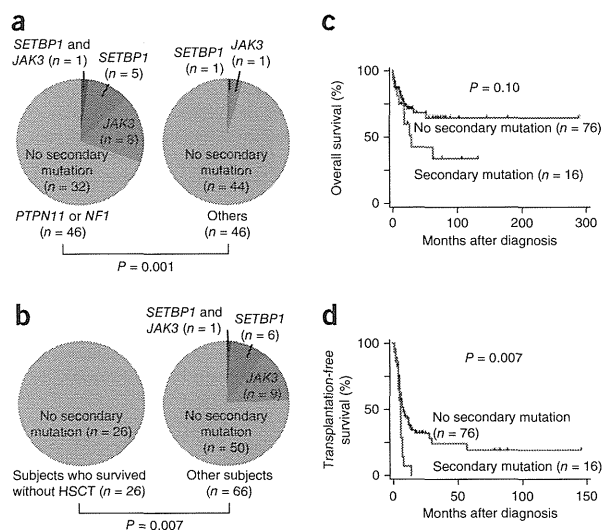 a
SETBP1 and
JAK3 (n = 1)
SETBP1
(n = 5)
JAK3
(n = 8)
No secondary
mutation
(n = 32)
PTPN11 or NF1
(n = 46)
SETBP1
(n = 1)
JAK3
(n = 1)
No secondary
mutation
(n = 44)
Others
(n = 46)
P = 0.001
b
No secondary
mutation (n = 26)
Subjects who survived
without HSCT (n = 26)
SETBP1 and
JAK3 (n = 1)
SETBP1
(n = 6)
JAK3
(n = 9)
No secondary
mutation
(n = 50)
Other subjects
(n = 66)
P = 0.007
c
Overall survival (%)
100
50
0
P = 0.10
No secondary mutation (n = 76)
Secondary mutation (n = 16)
0 100 200 300
Months after diagnosis
d
Transplantation-free
survival (%)
100
50
0
P = 0.007
No secondary mutation
(n = 76)
Secondary mutation (n = 16)
0 50 100 150
Months after diagnosis